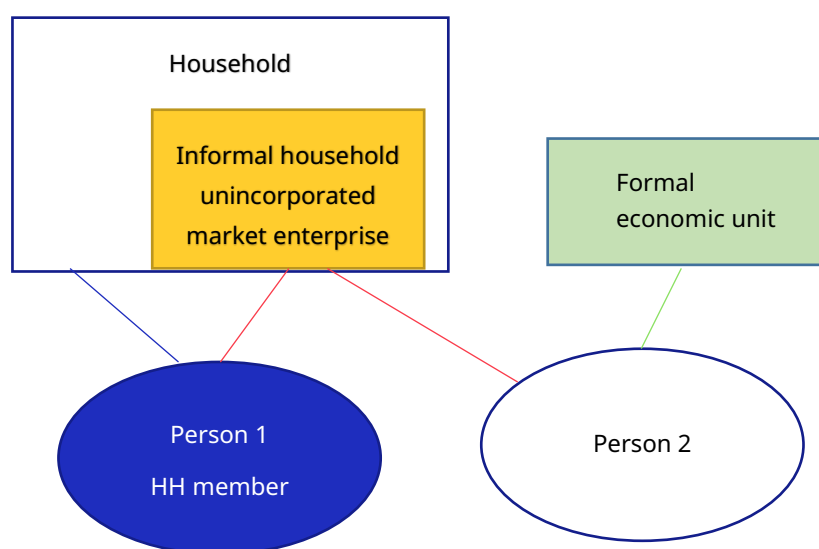 Household
Informal household
unincorporated
market enterprise
Formal
economic unit
Person 1
HH member
Person 2